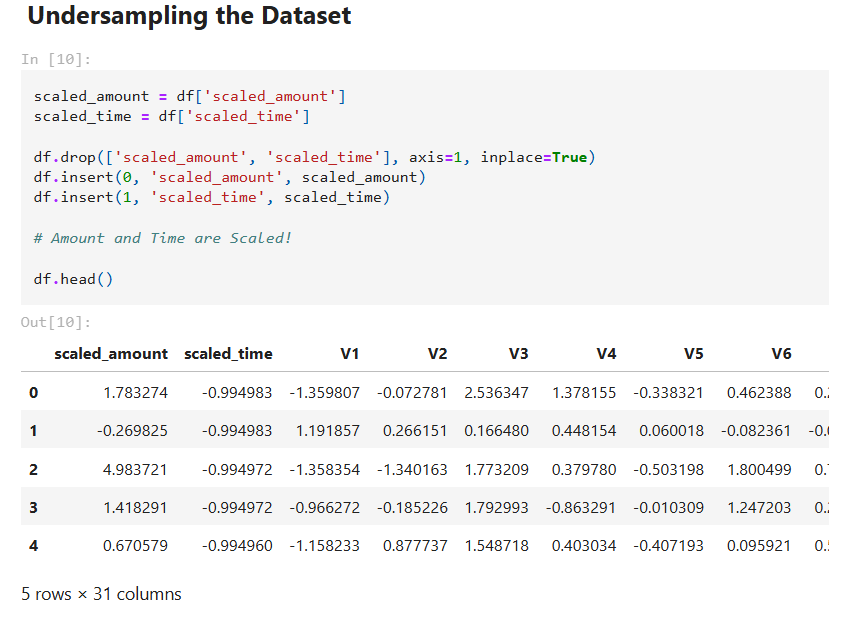 Undersampling the Dataset
In [10]:
scaled_amount = df['scaled_amount']
scaled_time = df['scaled_time']
df.drop(['scaled_amount', 'scaled_time'], axis=1, inplace=True)
df.insert(0, 'scaled_amount', scaled_amount)
df.insert(1, 'scaled_time', scaled_time)
# Amount and Time are Scaled!
df.head()
Out[10]:
scaled_amount scaled_time V1 V2 V3 V4 V5 V6
0 1.783274 -0.994983 -1.359807 -0.072781 2.536347 1.378155 -0.338321 0.462388
1 -0.269825 -0.994983 1.191857 0.266151 0.166480 0.448154 0.060018 -0.082361
2 4.983721 -0.994972 -1.358354 -1.340163 1.773209 0.379780 -0.503198 1.800499
3 1.418291 -0.994972 -0.966272 -0.185226 1.792993 -0.863291 -0.010309 1.247203
4 0.670579 -0.994960 -1.158233 0.877737 1.548718 0.403034 -0.407193 0.095921
5 rows × 31 columns